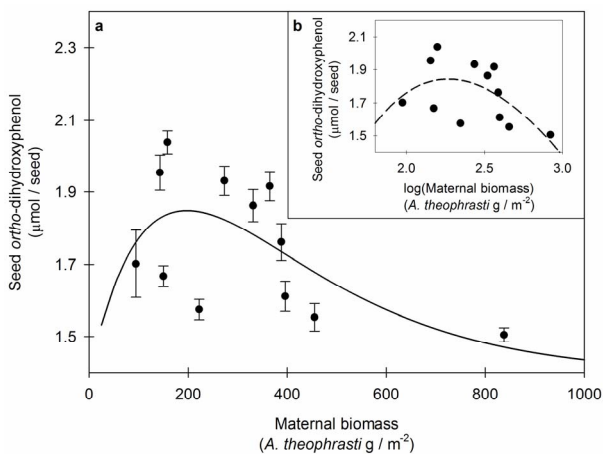 a
2.3
2.1
1.9
1.7
1.5
Seed ortho-dihydroxyphenol
(μmol / seed)
0
200
400
600
800
1000
Maternal biomass
(A. theophrasti g / m⁻²)
b
2.1
1.9
1.7
1.5
Seed ortho-dihydroxyphenol
(μmol / seed)
2.0
2.5
3.0
log(Maternal biomass)
(A. theophrasti g / m⁻²)